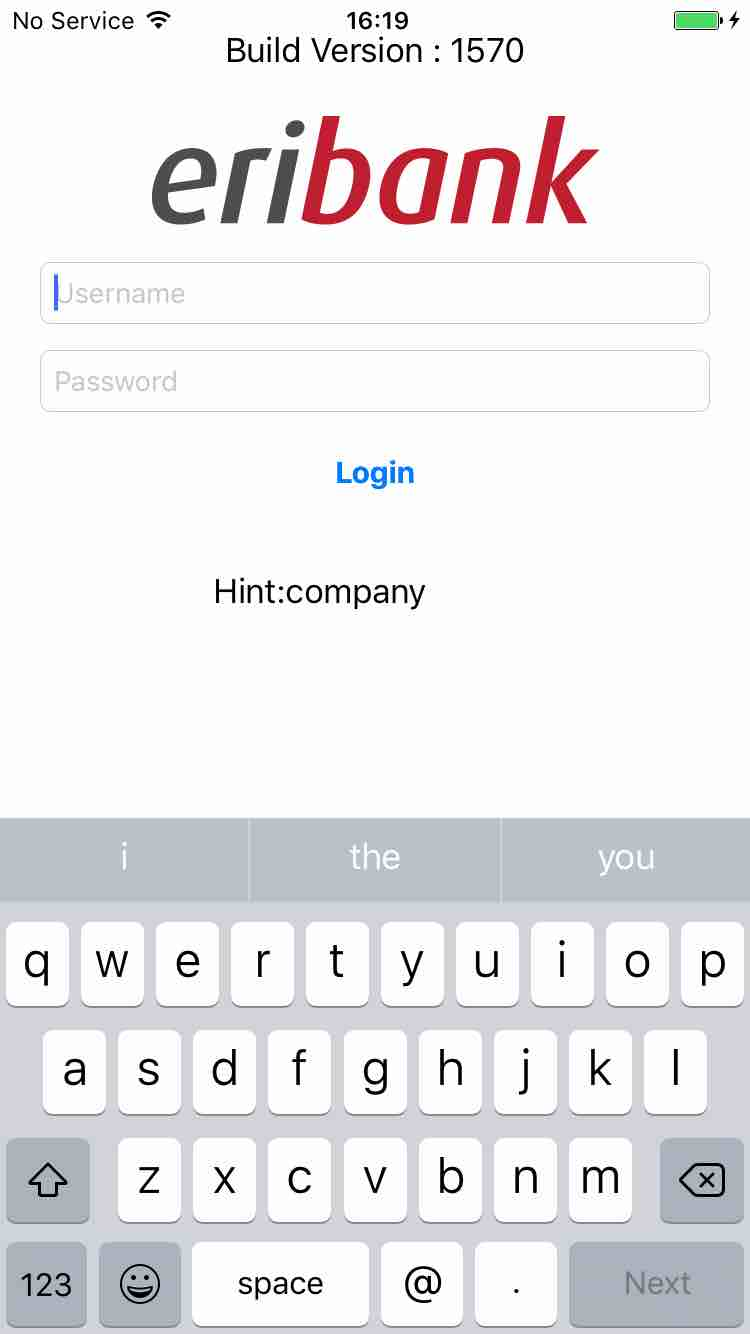 No Service 16:19
Build Version : 1570
eribank
Username
Password
Login
Hint:company
i the you
q w e r t y u i o p
a s d f g h j k l
z x c v b n m
123 space @ . Next